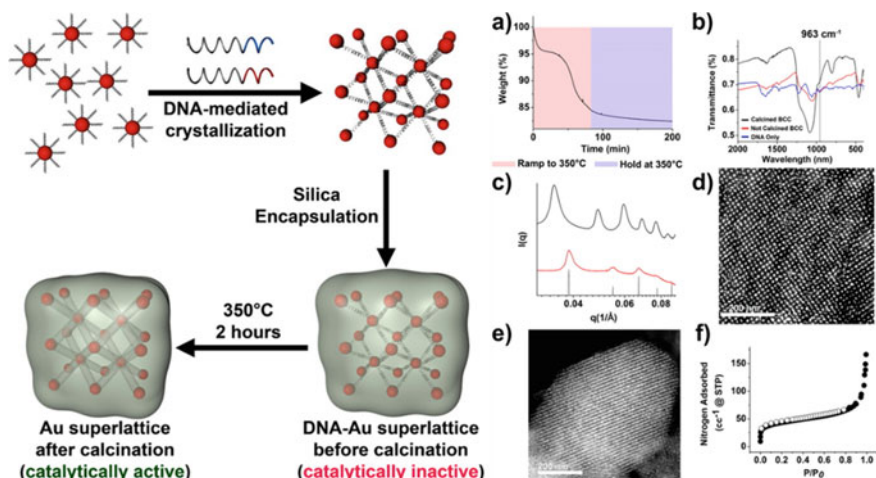 DNA-mediated
crystallization
Silica
Encapsulation
350°C
2 hours
Au superlattice
after calcination
(catalytically active)
DNA-Au superlattice
before calcination
(catalytically inactive)
a)
Weight (%)
100
95
90
85
0
100
200
Time (min)
Ramp to 350°C
Hold at 350°C
b)
963 cm⁻¹
Transmittance (%)
0.8
0.7
0.6
0.5
Calcined BCC
Not Calcined BCC
DNA Only
2000
1500
1000
500
Wavelength (nm)
c)
I(q)
0.04
0.06
0.08
q(1/Å)
d)
e)
f)
Nitrogen Adsorbed
(cc⁻¹ @ STP)
150
100
50
0
0.0 0.2 0.4 0.6 0.8 1.0
P/P₀